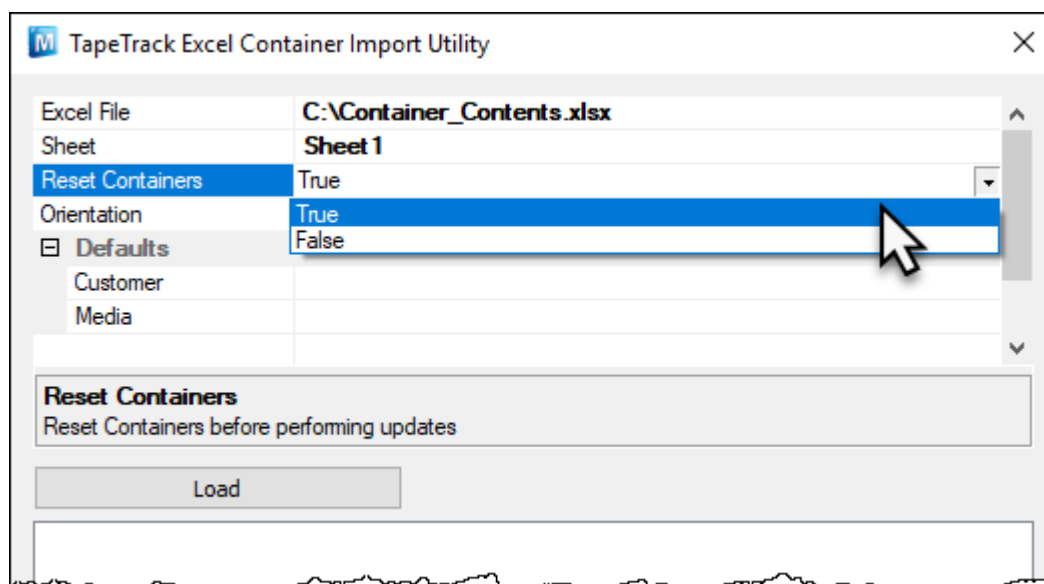 M TapeTrack Excel Container Import Utility
Excel File C:\Container_Contents.xlsx
Sheet Sheet1
Reset Containers True
Orientation True
Defaults False
Customer
Media
Reset Containers
Reset Containers before performing updates
Load